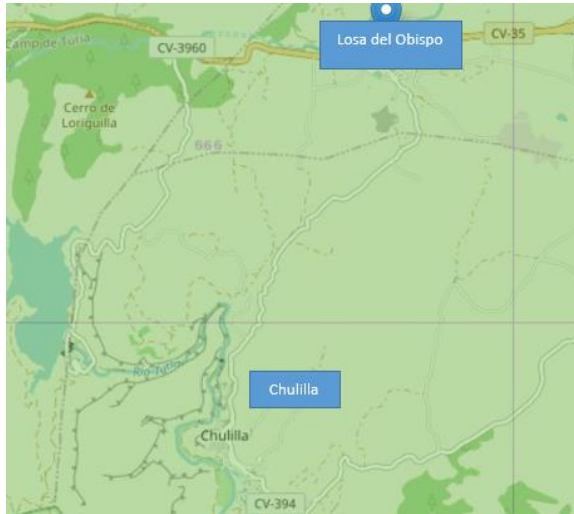 Losa del Obispo
CV-35
Camp de Túria
CV-3960
Cerro de
Loriguilla
666
Río Turia
Chulilla
Chulilla
CV-394